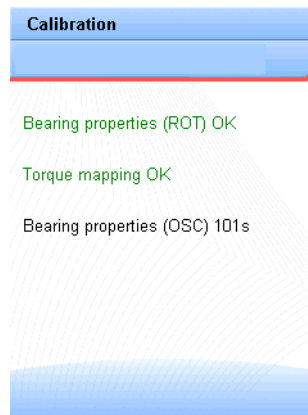 Calibration
Bearing properties (ROT) OK
Torque mapping OK
Bearing properties (OSC) 101s